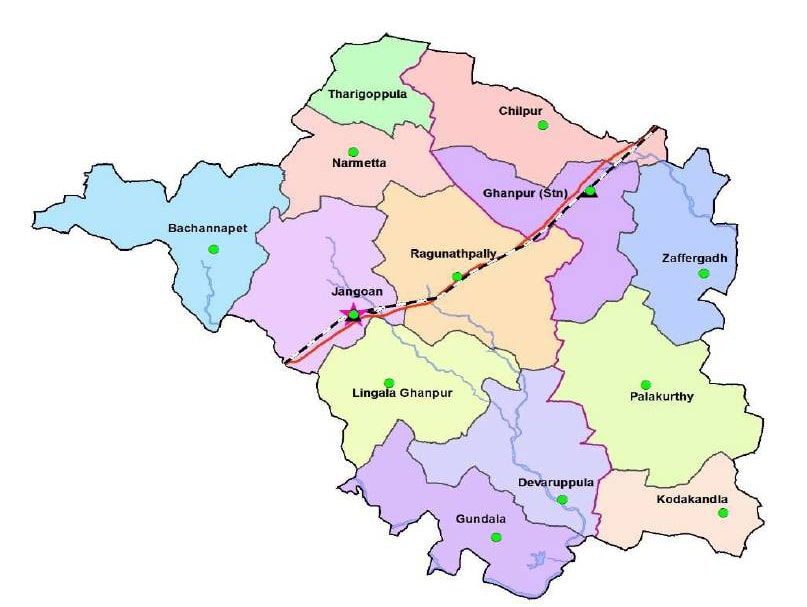 Tharigoppula
Chilpur
Narmetta
Ghanpur (Stn)
Bachannapet
Ragunathpally
Zaffergadh
Jangoan
Lingala Ghanpur
Palakurthy
Devaruppula
Kodakandla
Gundala